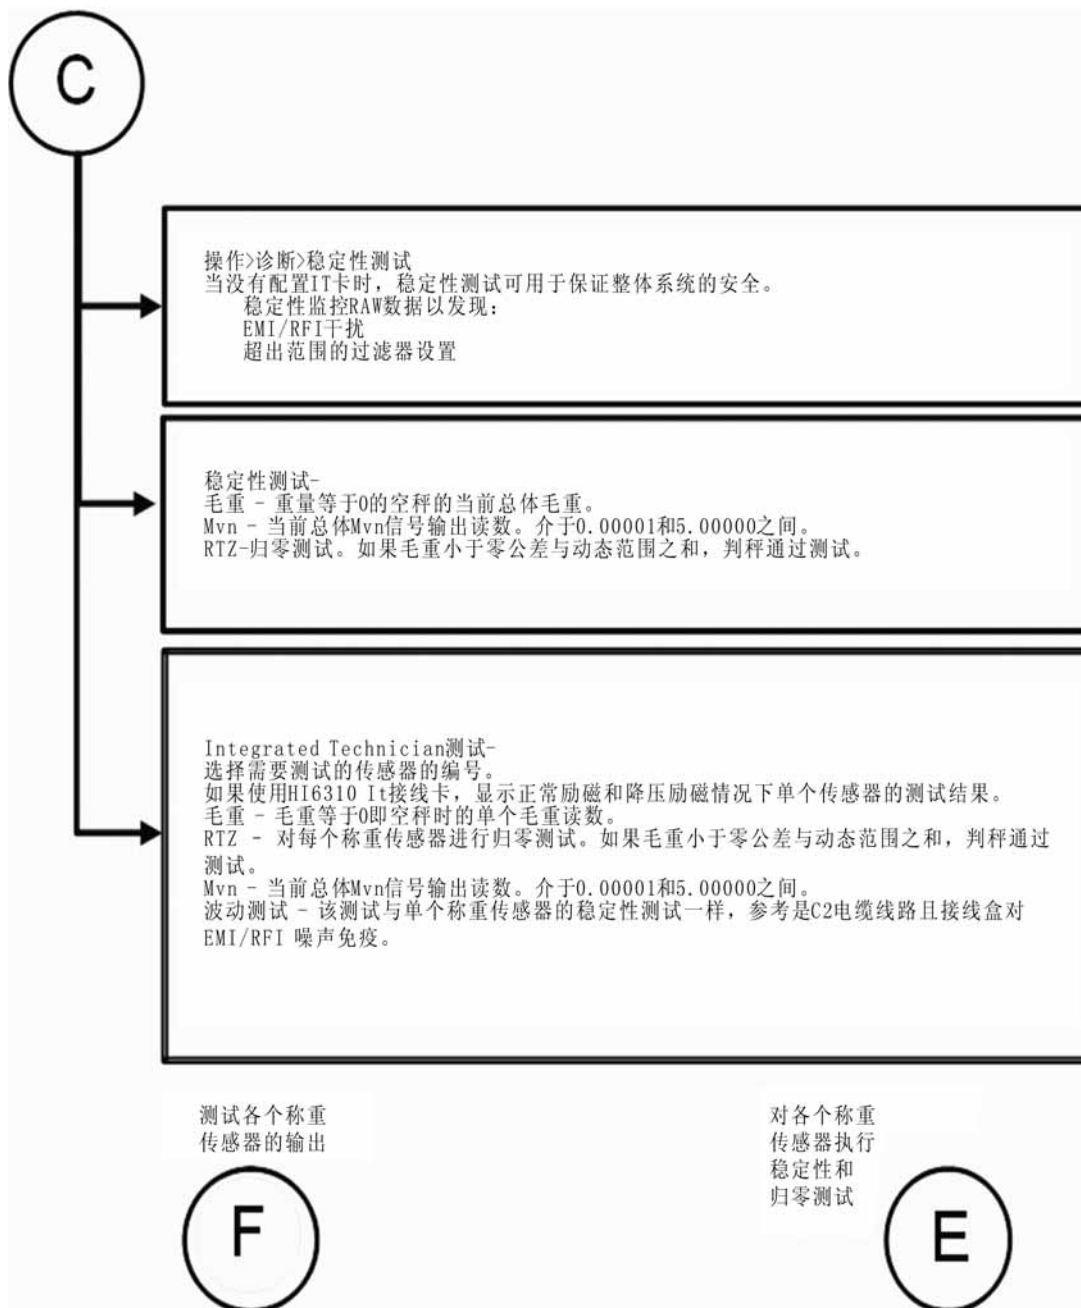 C
操作>诊断>稳定性测试
当没有配置IT卡时，稳定性测试可用于保证整体系统的安全。
稳定性监控RAW数据以发现：
EMI/RFI干扰
超出范围的过滤器设置
稳定性测试-
毛重 - 重量等于0的空秤的当前总体毛重。
Mvn - 当前总体Mvn信号输出读数。介于0.00001和5.00000之间。
RTZ-归零测试。如果毛重小于零公差与动态范围之和，判秤通过测试。
Integrated Technician测试-
选择需要测试的传感器的编号。
如果使用HI6310 It接线卡，显示正常励磁和降压励磁情况下单个传感器的测试结果。
毛重 - 毛重等于0即空秤时的单个毛重读数。
RTZ - 对每个称重传感器进行归零测试。如果毛重小于零公差与动态范围之和，判秤通过
测试。
Mvn - 当前总体Mvn信号输出读数。介于0.00001和5.00000之间。
波动测试 - 该测试与单个称重传感器的稳定性测试一样，参考是C2电缆线路且接线盒对
EMI/RFI 噪声免疫。
测试各个称重
传感器的输出
F
对各个称重
传感器执行
稳定性和
归零测试
E